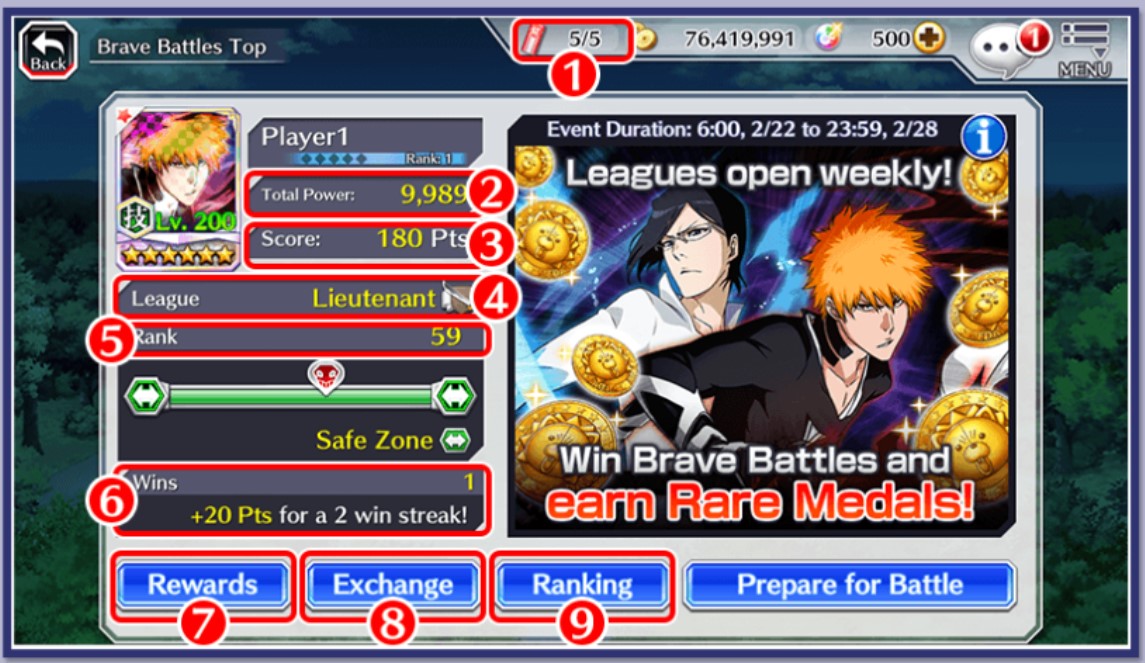 Back
Brave Battles Top
5/5
76,419,991
500
1
MENU
1
Player1
Rank: 1
Total Power: 9,989
2
Score: 180 Pts
3
技 Lv. 200
League Lieutenant
4
5
Rank 59
Safe Zone
6
Wins 1
+20 Pts for a 2 win streak!
Event Duration: 6:00, 2/22 to 23:59, 2/28
i
Leagues open weekly!
Win Brave Battles and
earn Rare Medals!
Rewards
7
Exchange
8
Ranking
9
Prepare for Battle